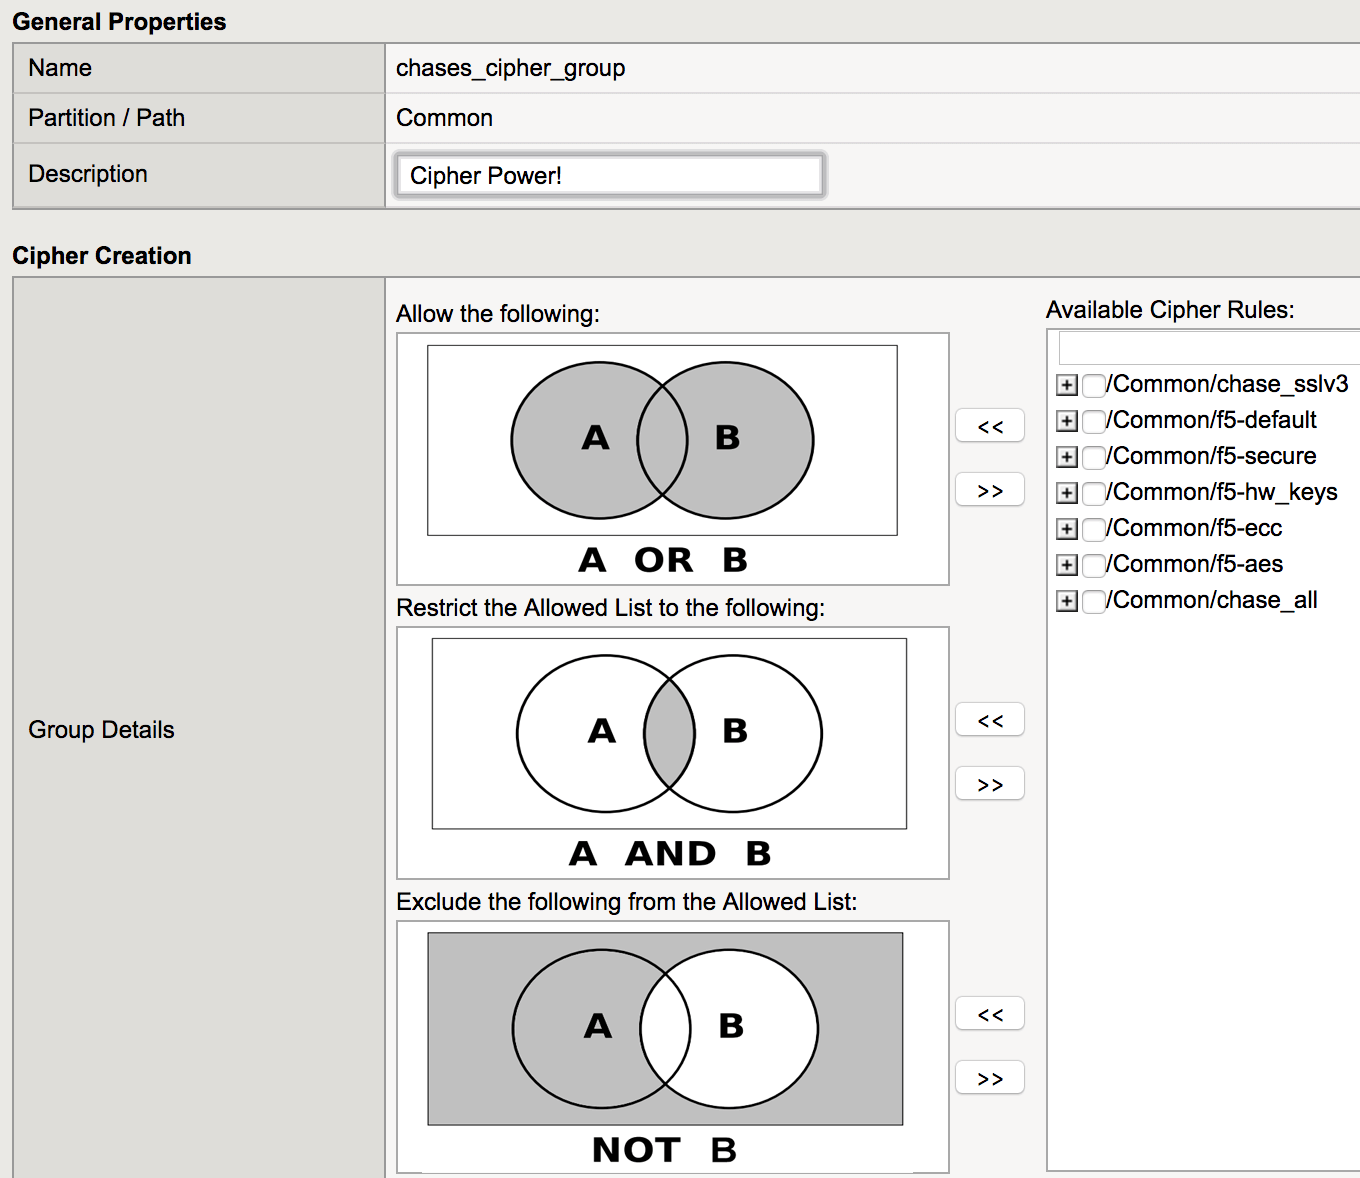 General Properties
Name
chases_cipher_group
Partition / Path
Common
Description
Cipher Power!
Cipher Creation
Group Details
Allow the following:
A B
A OR B
<<
>>
Restrict the Allowed List to the following:
A B
A AND B
<<
>>
Exclude the following from the Allowed List:
A B
NOT B
<<
>>
Available Cipher Rules:
/Common/chase_sslv3
/Common/f5-default
/Common/f5-secure
/Common/f5-hw_keys
/Common/f5-ecc
/Common/f5-aes
/Common/chase_all